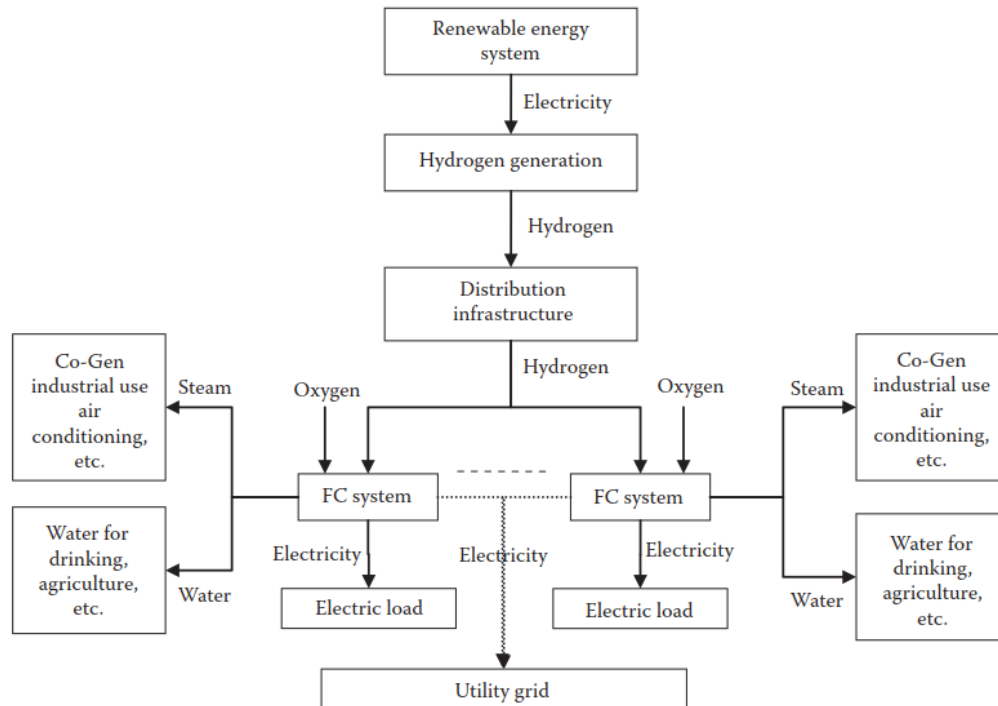 Renewable energy
system
Electricity
Hydrogen generation
Hydrogen
Distribution
infrastructure
Hydrogen
Co-Gen
industrial use
air
conditioning,
etc.
Steam
Oxygen
Oxygen
Steam
Co-Gen
industrial use
air
conditioning,
etc.
FC system
FC system
Water for
drinking,
agriculture,
etc.
Water
Electricity
Electricity
Electricity
Water
Water for
drinking,
agriculture,
etc.
Electric load
Electric load
Utility grid